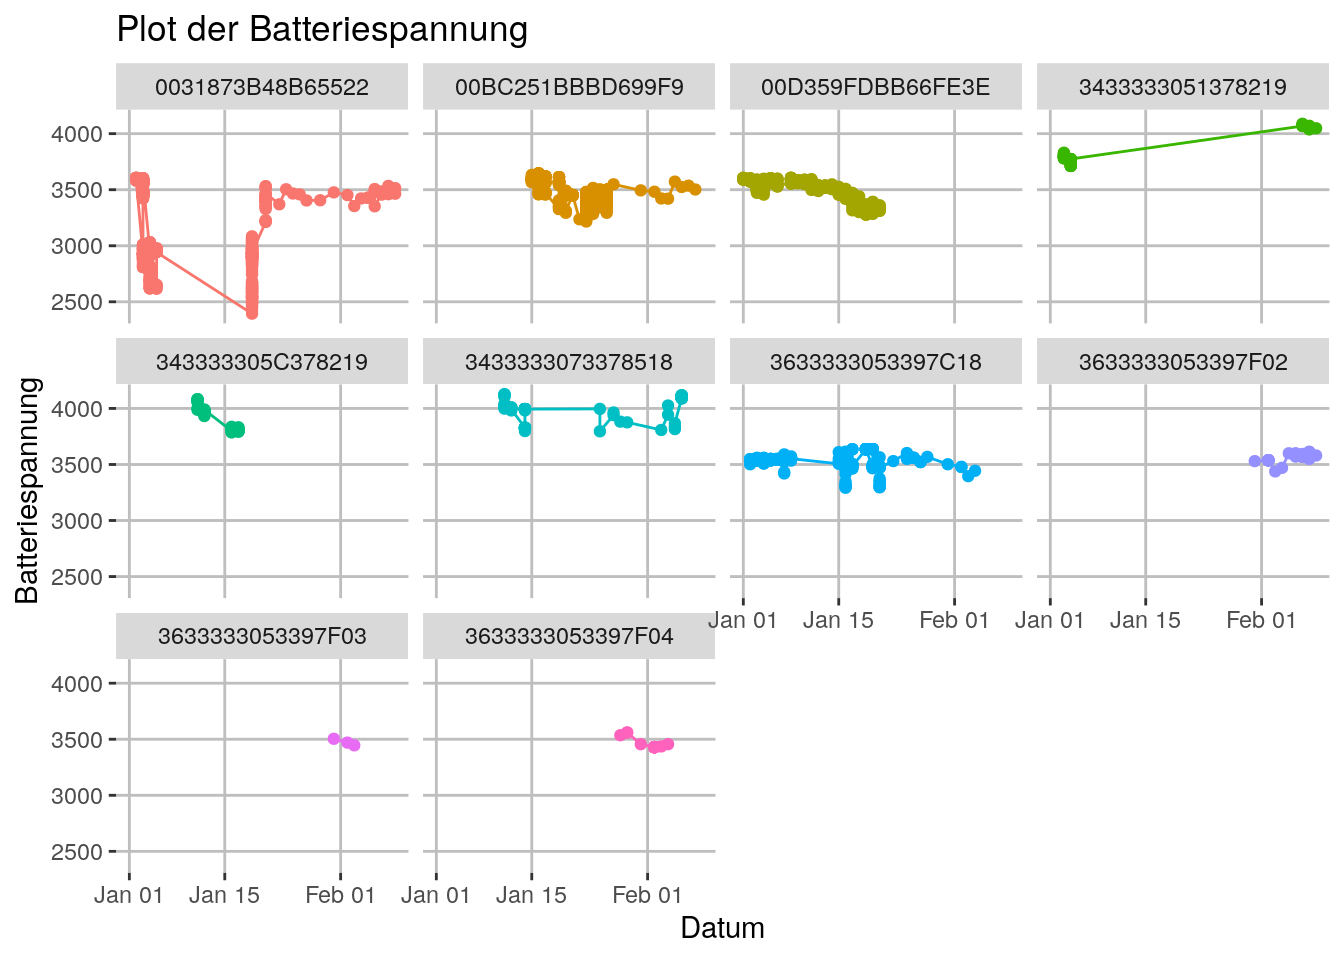 Plot der Batteriespannung
0031873B48B65522 00BC251BBBD699F9 00D359FDBB66FE3E 3433333051378219
4000
3500
3000
2500
343333305C378219 3433333073378518 3633333053397C18 3633333053397F02
4000
3500
3000
2500
Batteriespannung
Jan 01 Jan 15 Feb 01 Jan 01 Jan 15 Feb 01
3633333053397F03 3633333053397F04
4000
3500
3000
2500
Jan 01 Jan 15 Feb 01 Jan 01 Jan 15 Feb 01
Datum